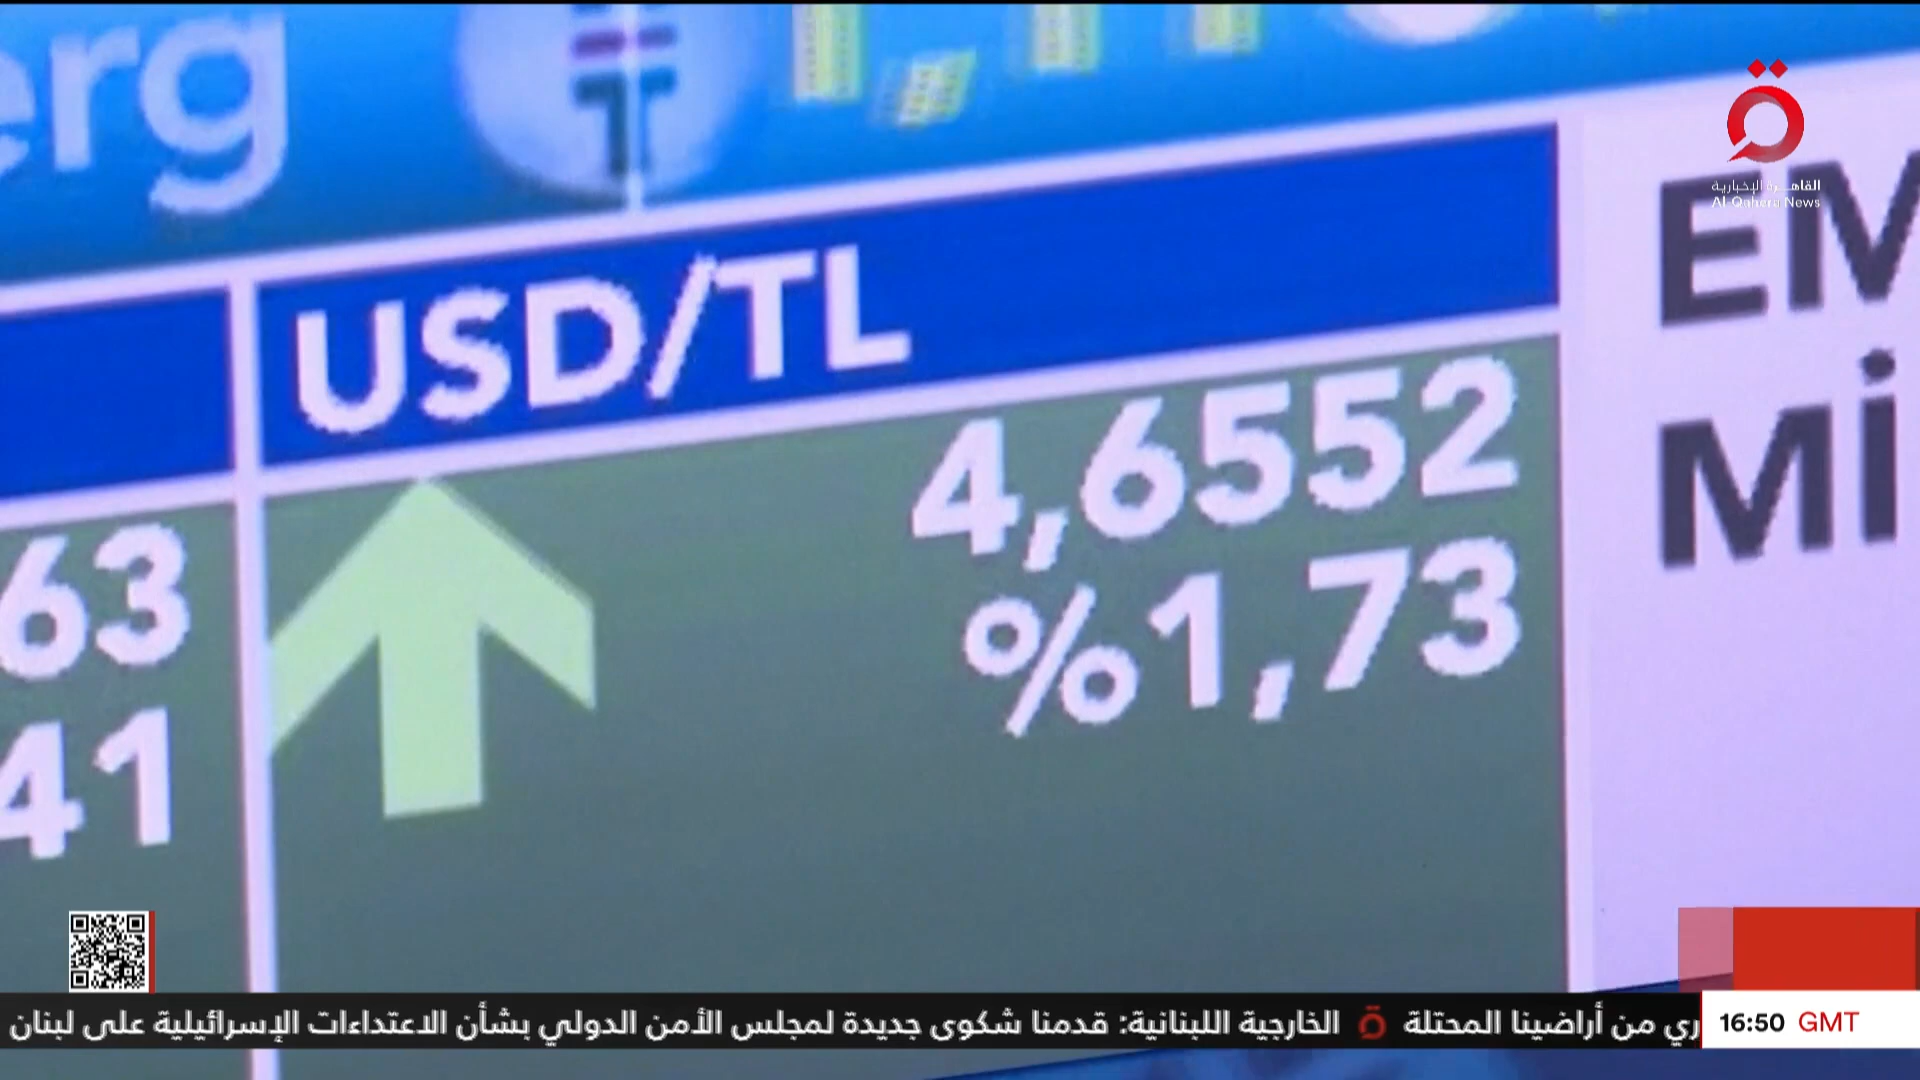 erg
القاهرة الإخبارية
Al Qahera News
USD/TL
EM
4,6552
Mİ
63
%1,73
41
ري من أراضينا المحتلة
الخارجية اللبنانية: قدمنا شكوى جديدة لمجلس الأمن الدولي بشأن الاعتداءات الإسرائيلية على لبنان
16:50 GMT